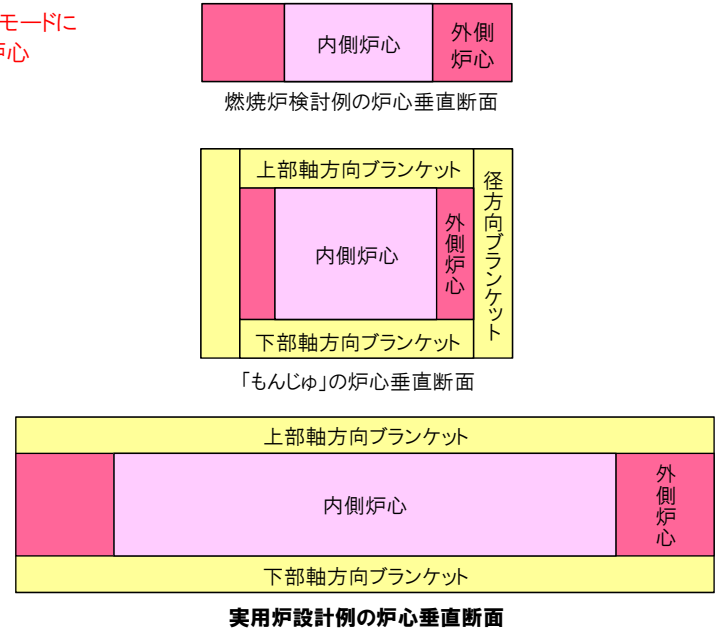 モードに
炉心
内側炉心
外側
炉心
燃焼炉検討例の炉心垂直断面
上部軸方向ブランケット
内側炉心
外側炉心
径方向ブランケット
下部軸方向ブランケット
「もんじゅ」の炉心垂直断面
上部軸方向ブランケット
内側炉心
外側炉心
下部軸方向ブランケット
実用炉設計例の炉心垂直断面